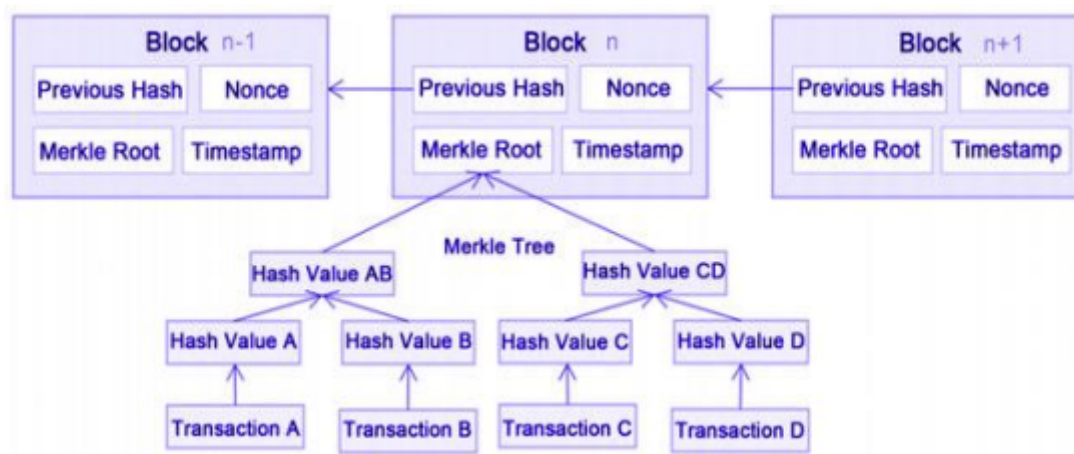 Block n-1
Block n
Block n+1
Previous Hash
Nonce
Previous Hash
Nonce
Previous Hash
Nonce
Merkle Root
Timestamp
Merkle Root
Timestamp
Merkle Root
Timestamp
Merkle Tree
Hash Value AB
Hash Value CD
Hash Value A
Hash Value B
Hash Value C
Hash Value D
Transaction A
Transaction B
Transaction C
Transaction D